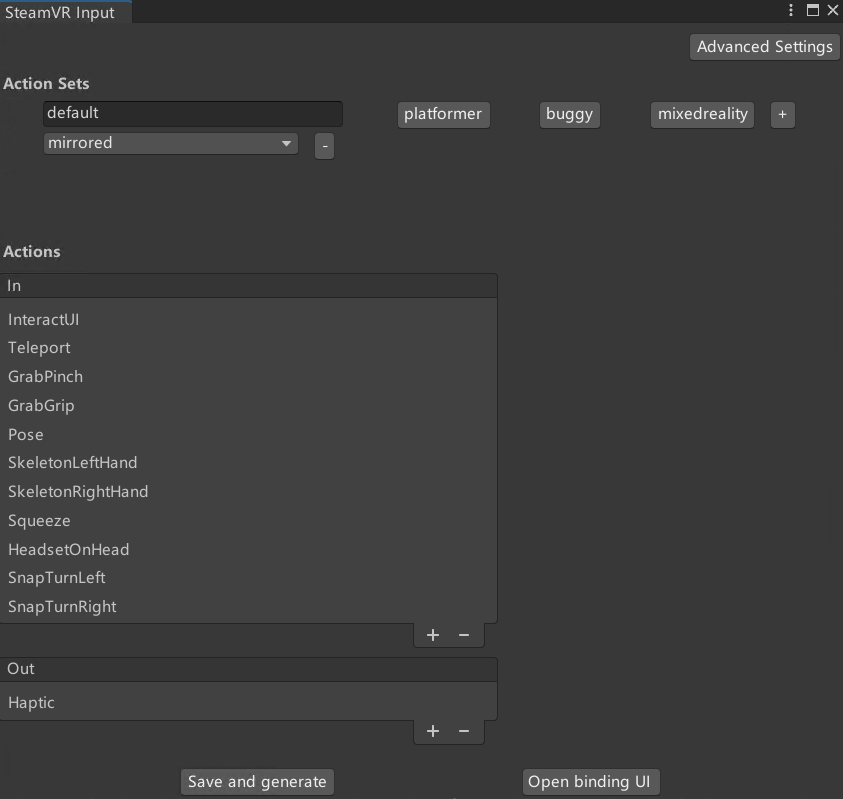 SteamVR Input
Advanced Settings
Action Sets
default platformer buggy mixedreality +
mirrored -
Actions
In
InteractUI
Teleport
GrabPinch
GrabGrip
Pose
SkeletonLeftHand
SkeletonRightHand
Squeeze
HeadsetOnHead
SnapTurnLeft
SnapTurnRight
+ −
Out
Haptic
+ −
Save and generate Open binding UI